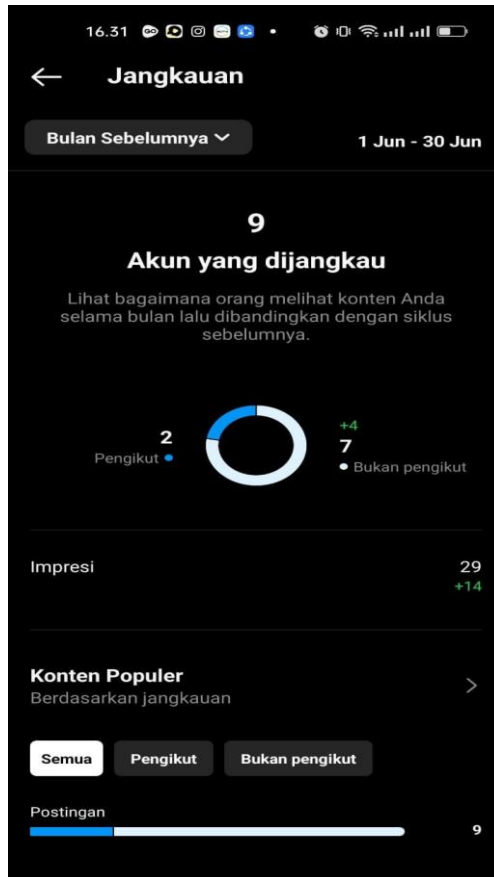 16.31
Jangkauan
Bulan Sebelumnya
1 Jun - 30 Jun
9
Akun yang dijangkau
Lihat bagaimana orang melihat konten Anda
selama bulan lalu dibandingkan dengan siklus
sebelumnya.
2
Pengikut
+4
7
Bukan pengikut
Impresi
29
+14
Konten Populer
Berdasarkan jangkauan
Semua
Pengikut
Bukan pengikut
Postingan
9